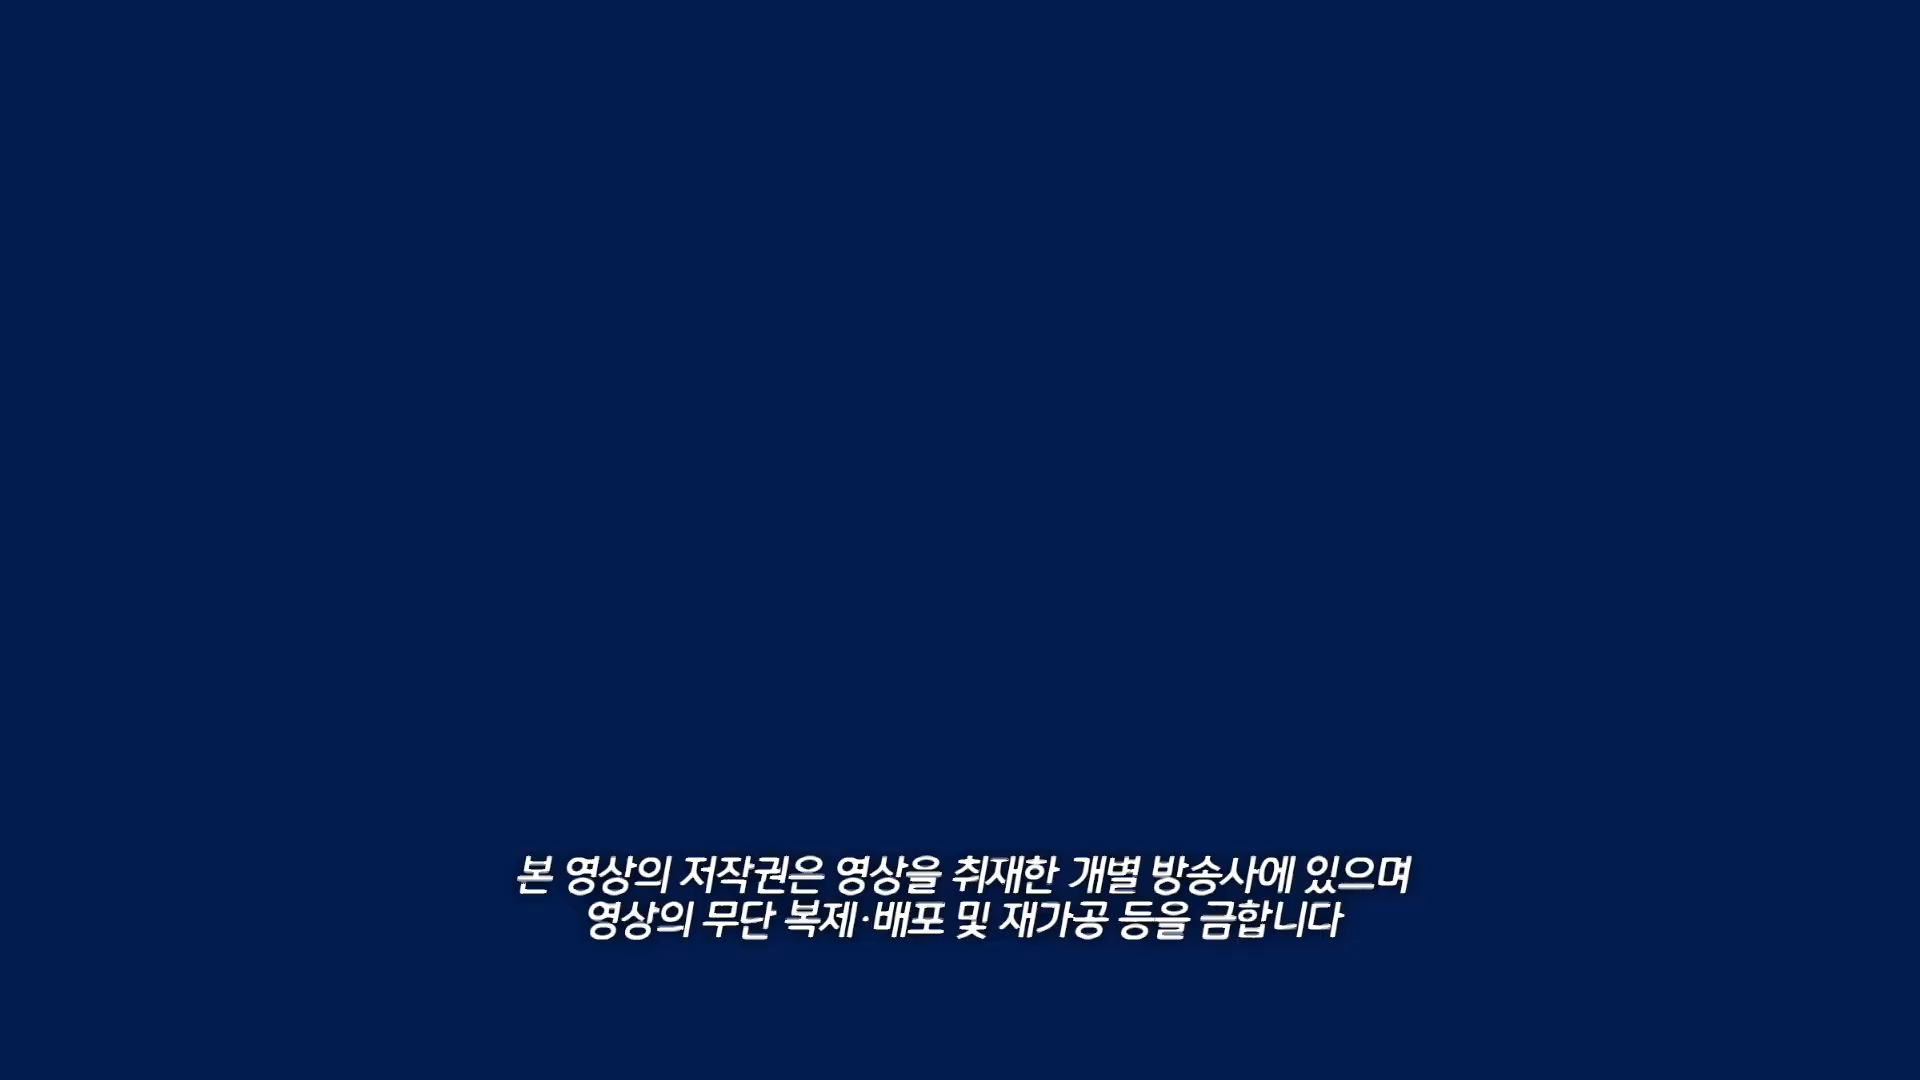 본 영상의 저작권은 영상을 취재한 개별 방송사에 있으며
영상의 무단 복제·배포 및 재가공 등을 금합니다